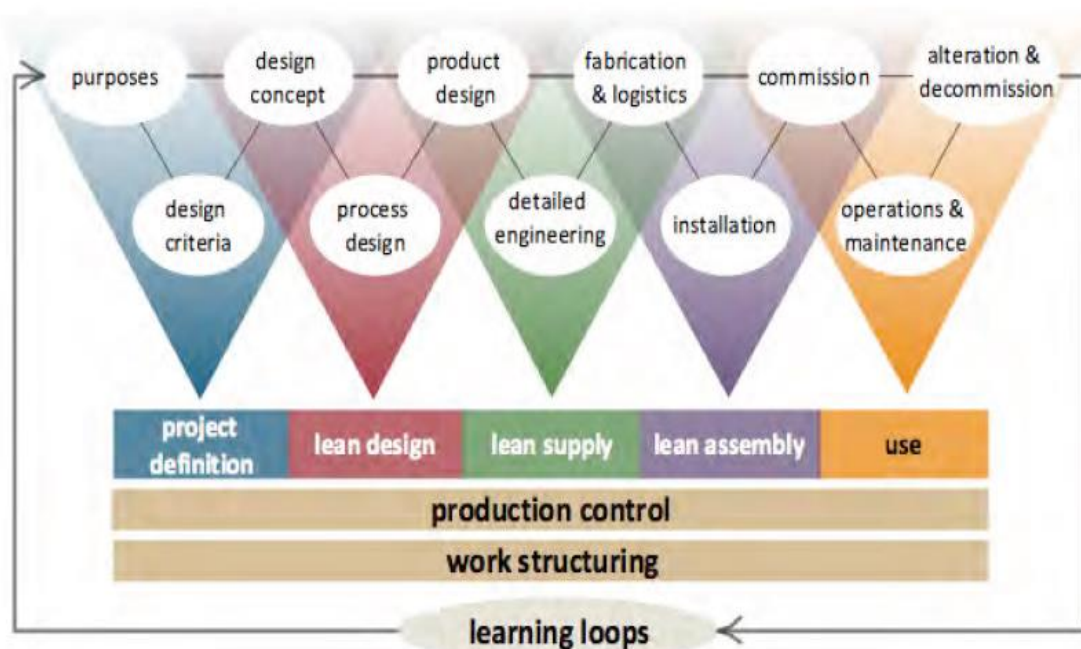 purposes
design
concept
product
design
fabrication
& logistics
commission
alteration &
decommission
design
criteria
process
design
detailed
engineering
installation
operations &
maintenance
project
definition
lean design
lean supply
lean assembly
use
production control
work structuring
learning loops